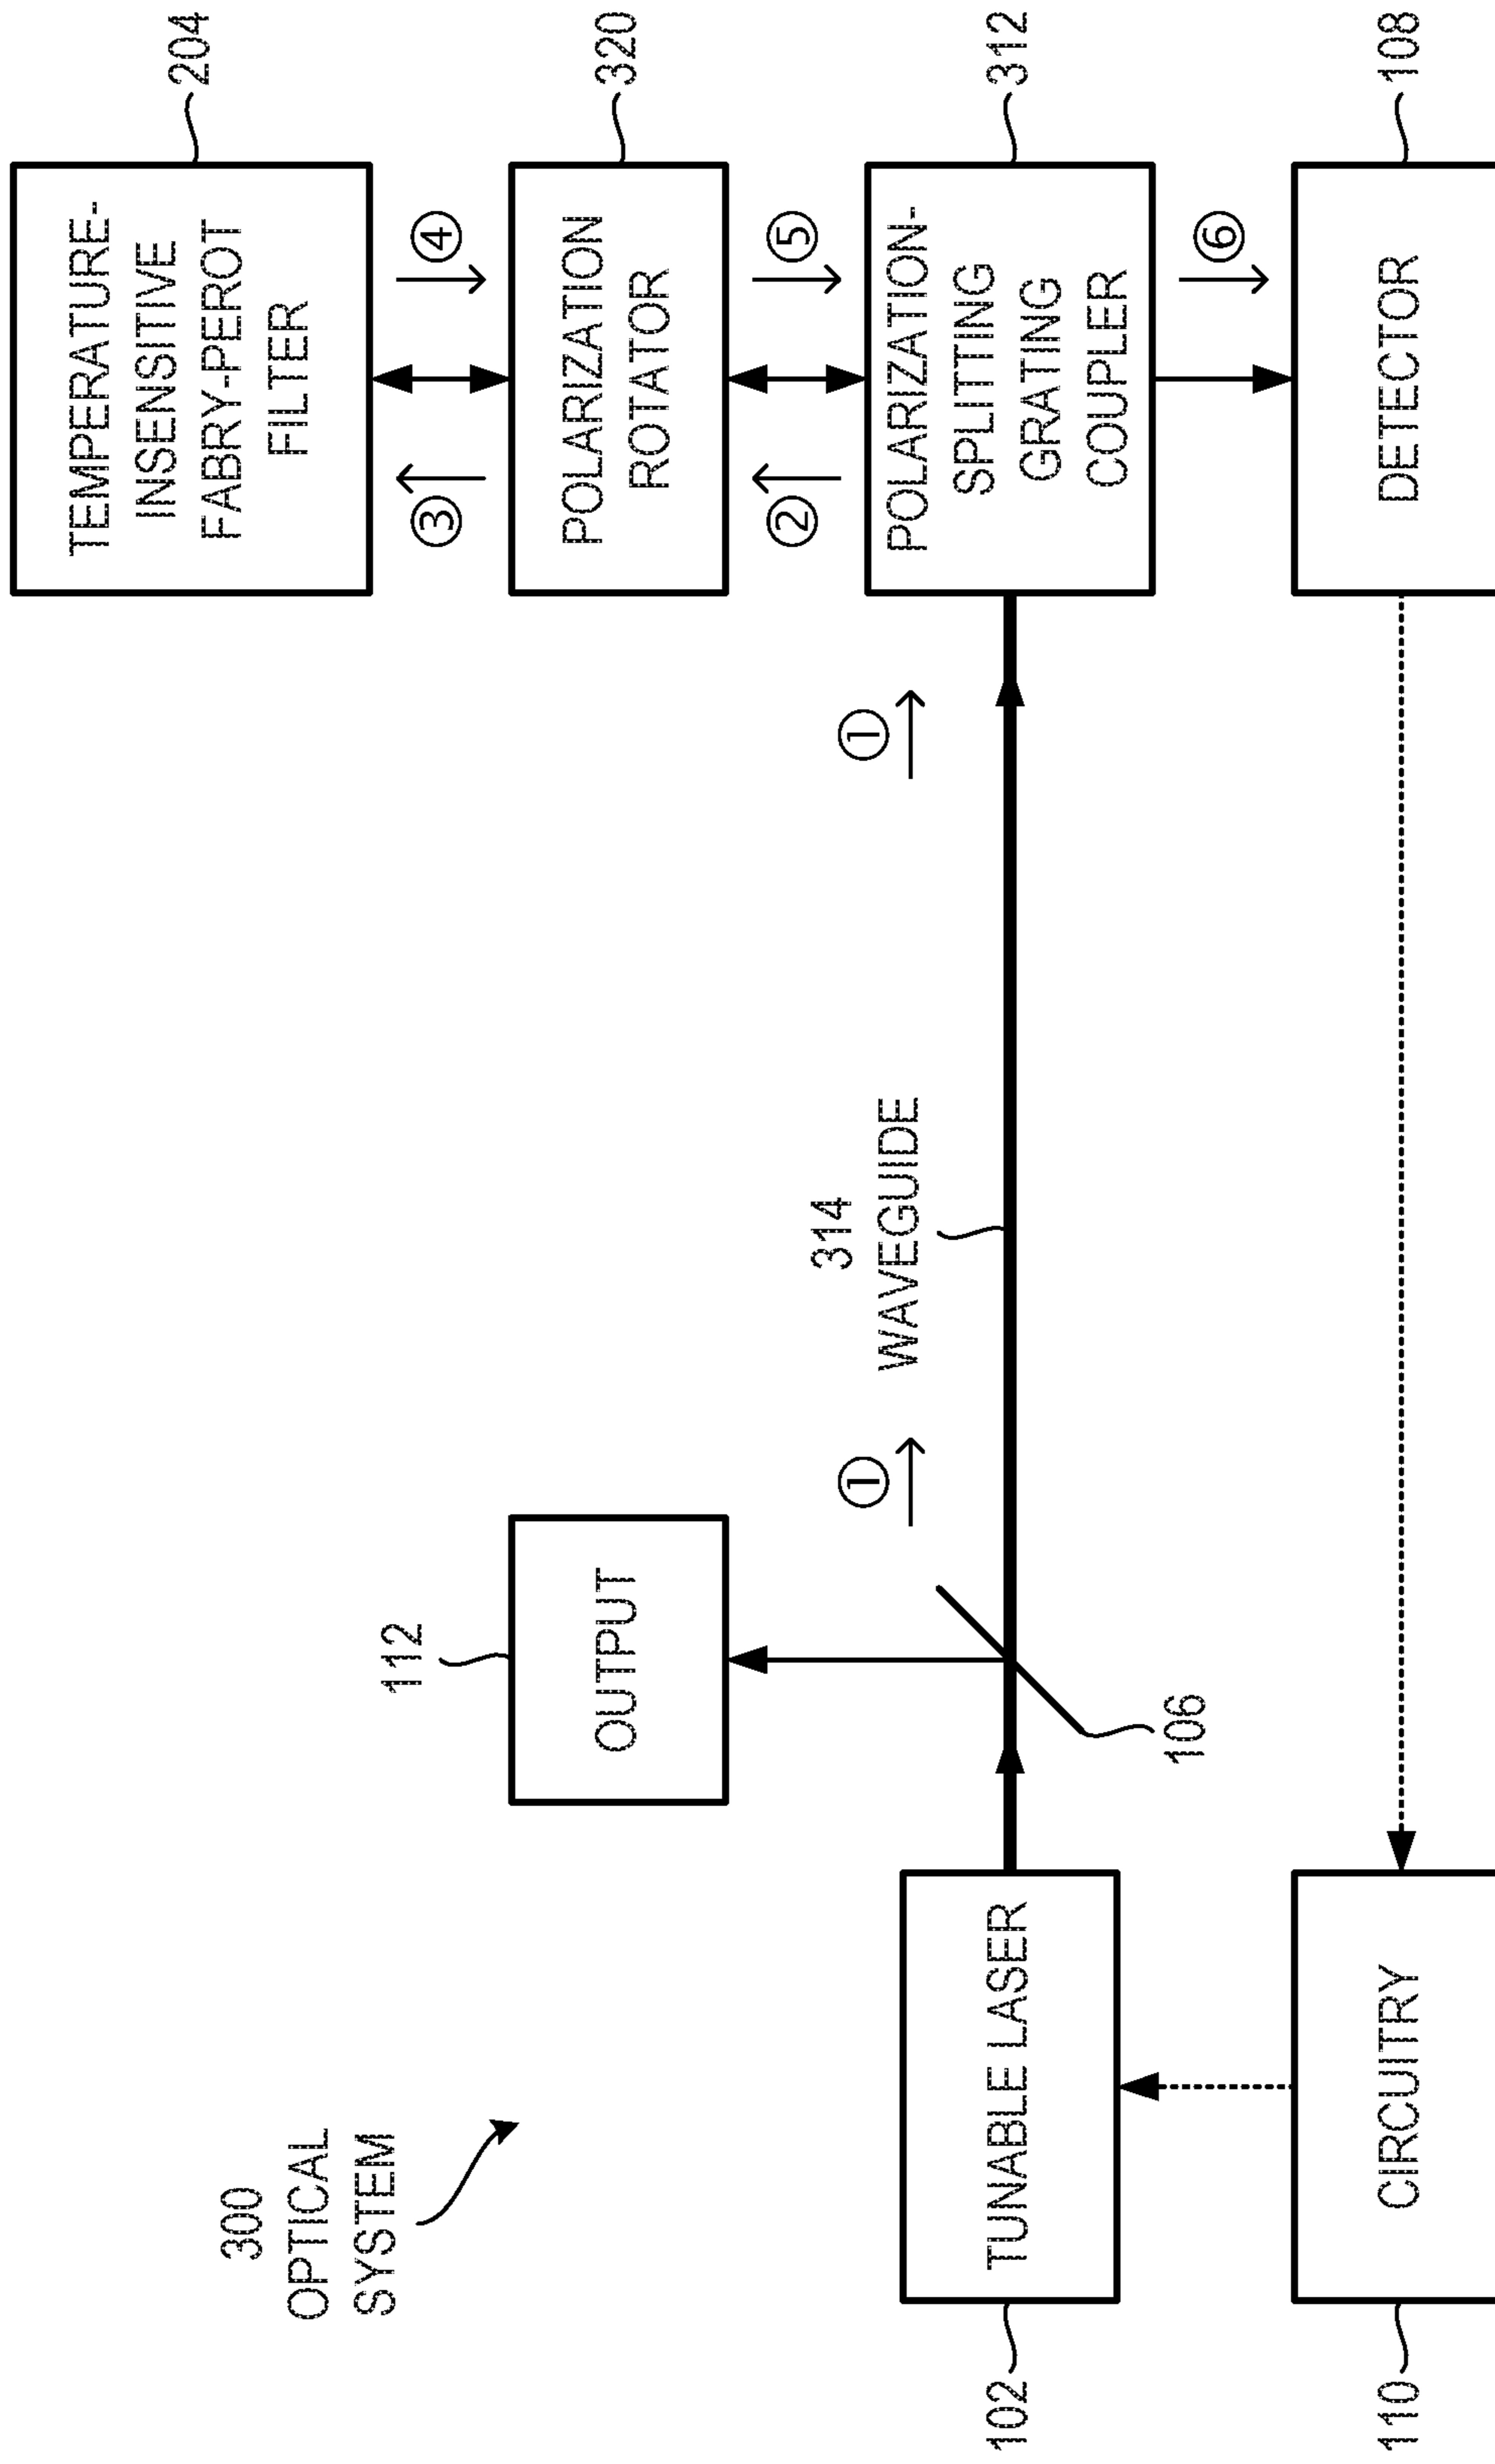 300
OPTICAL
SYSTEM
102
TUNABLE LASER
110
CIRCUITRY
112
OUTPUT
106
①
314
WAVEGUIDE
①
TEMPERATURE-
INSENSITIVE
FABRY-PEROT
FILTER
204
③
④
POLARIZATION
ROTATOR
320
②
⑤
POLARIZATION-
SPLITTING
GRATING
COUPLER
312
⑥
DETECTOR
108